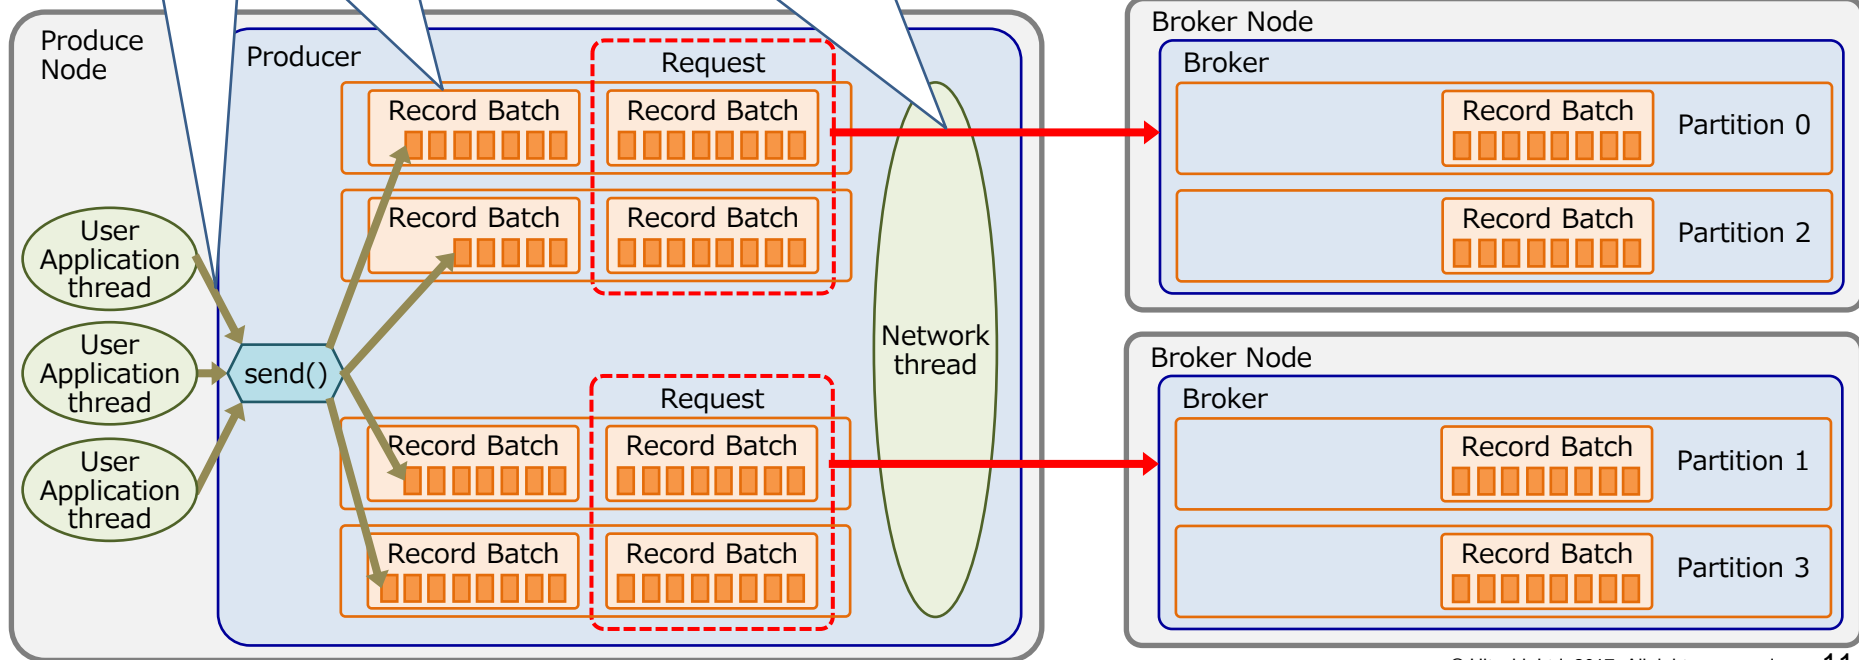 Produce
Node
Producer
Request
Record Batch
Record Batch
Record Batch
Record Batch
User
Application
thread
User
Application
thread
User
Application
thread
send()
Network
thread
Request
Record Batch
Record Batch
Record Batch
Record Batch
Broker Node
Broker
Record Batch
Partition 0
Record Batch
Partition 2
Broker Node
Broker
Record Batch
Partition 1
Record Batch
Partition 3